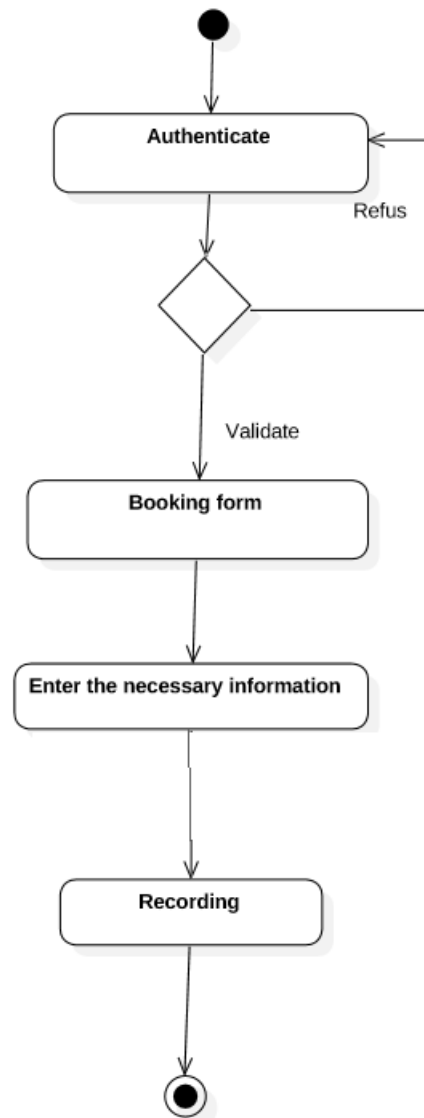 Authenticate
Refus
Validate
Booking form
Enter the necessary information
Recording